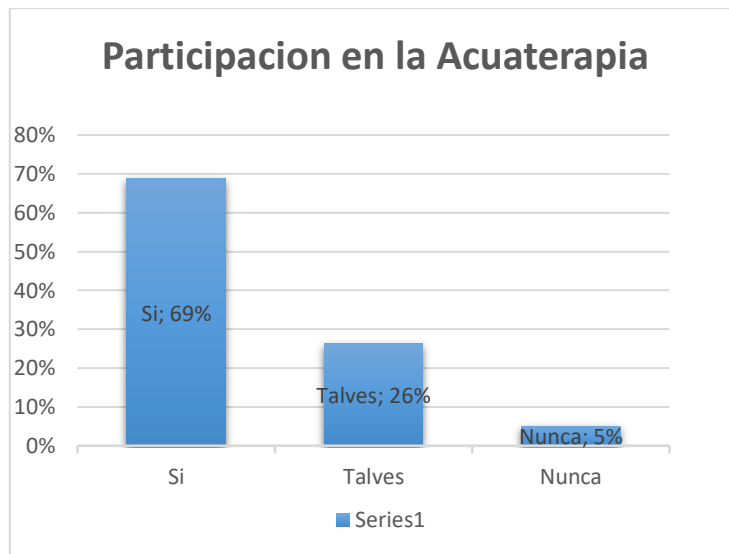 Participacion en la Acuaterapia
80%
70%
60%
50%
40%
30%
20%
10%
0%
Si; 69%
Talves; 26%
Nunca; 5%
Si
Talves
Nunca
Series1